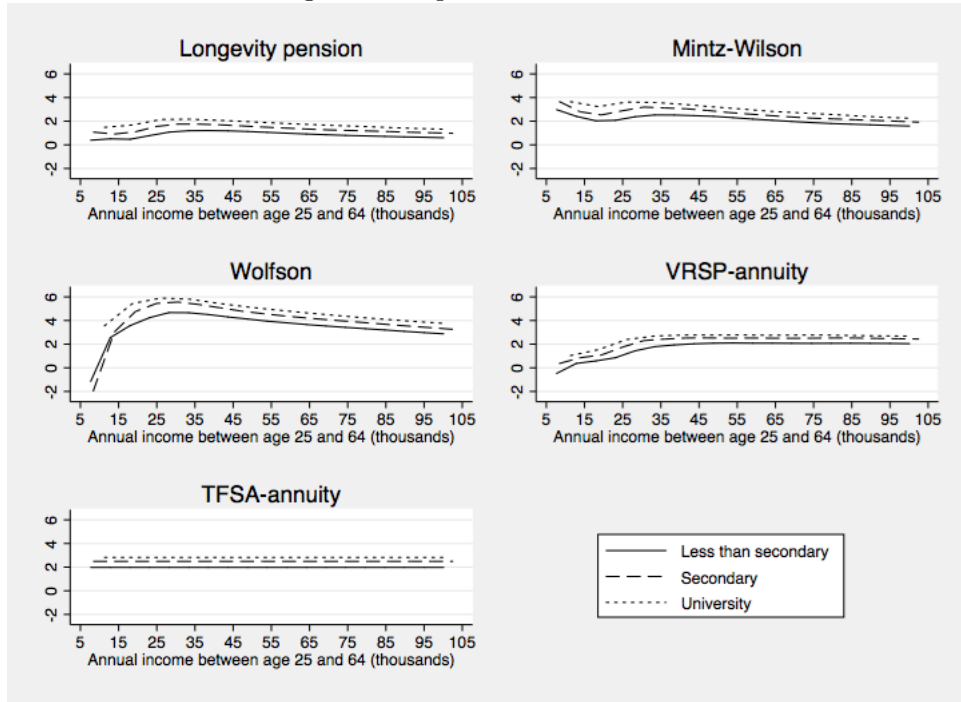 Longevity pension
6
4
2
0
-2
5 15 25 35 45 55 65 75 85 95 105
Annual income between age 25 and 64 (thousands)
Mintz-Wilson
6
4
2
0
-2
5 15 25 35 45 55 65 75 85 95 105
Annual income between age 25 and 64 (thousands)
Wolfson
6
4
2
0
-2
5 15 25 35 45 55 65 75 85 95 105
Annual income between age 25 and 64 (thousands)
VRSP-annuity
6
4
2
0
-2
5 15 25 35 45 55 65 75 85 95 105
Annual income between age 25 and 64 (thousands)
TFSA-annuity
6
4
2
0
-2
5 15 25 35 45 55 65 75 85 95 105
Annual income between age 25 and 64 (thousands)
Less than secondary
Secondary
University